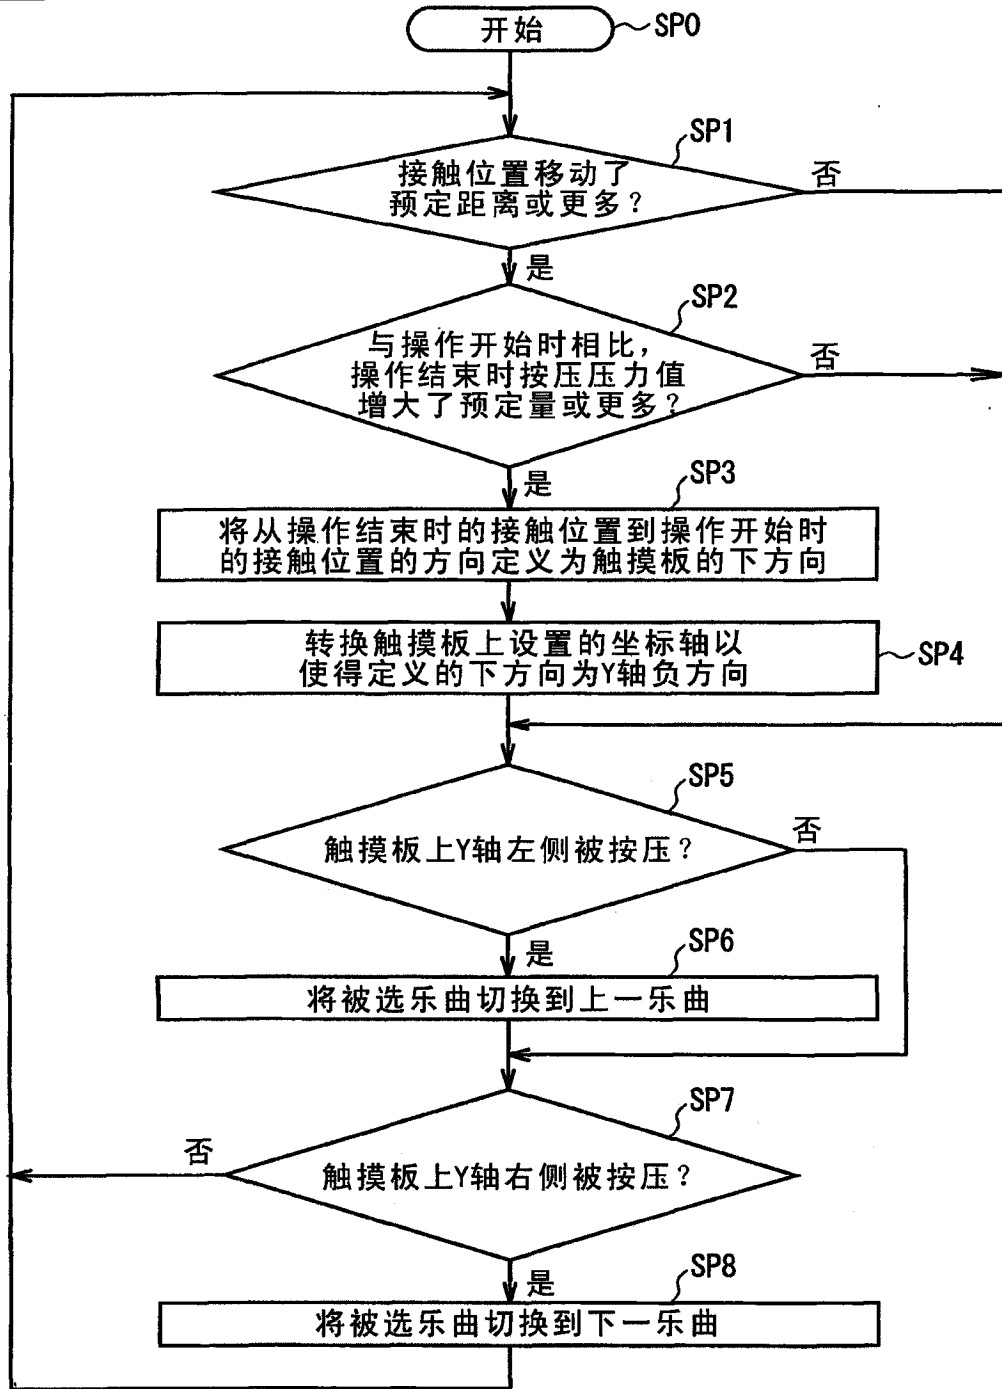 开始
SP0
SP1
接触位置移动了
预定距离或更多?
否
是
SP2
与操作开始时相比,
操作结束时按压压力值
增大了预定量或更多?
否
是
SP3
将从操作结束时的接触位置到操作开始时
的接触位置的方向定义为触摸板的下方向
转换触摸板上设置的坐标轴以
使得定义的下方向为Y轴负方向
SP4
SP5
触摸板上Y轴左侧被按压?
否
是
SP6
将被选乐曲切换到上一乐曲
SP7
否
触摸板上Y轴右侧被按压?
是
SP8
将被选乐曲切换到下一乐曲